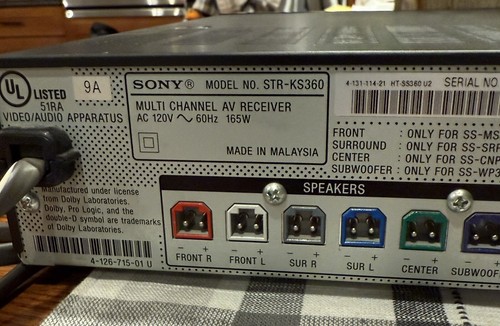 UL
LISTED
51RA
9A
VIDEO/AUDIO APPARATUS
SONY® MODEL NO. STR-KS360
MULTI CHANNEL AV RECEIVER
AC 120V ~ 60Hz 165W
MADE IN MALAYSIA
4-131-114-21 HT-SS360 U2 SERIAL NO
FRONT : ONLY FOR SS-MS
SURROUND : ONLY FOR SS-SRP
CENTER : ONLY FOR SS-CNP
SUBWOOFER : ONLY FOR SS-WP3
Manufactured under license
from Dolby Laboratories.
Dolby, Pro Logic, and the
double-D symbol are trademarks
of Dolby Laboratories.
4-126-715-01 U
SPEAKERS
− + − + − + − + − +
FRONT R FRONT L SUR R SUR L CENTER SUBWOOF